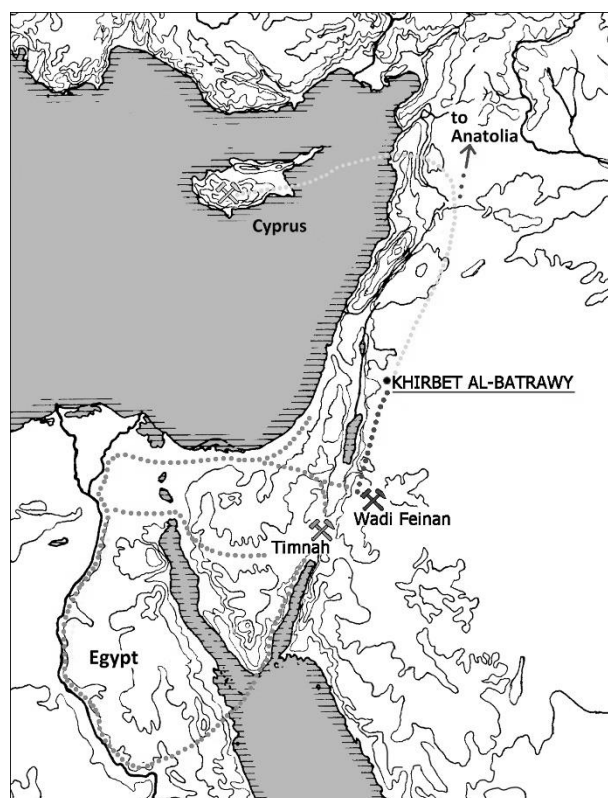 to
Anatolia
Cyprus
KHIRBET AL-BATRAWY
Wadi Feinan
Timnah
Egypt